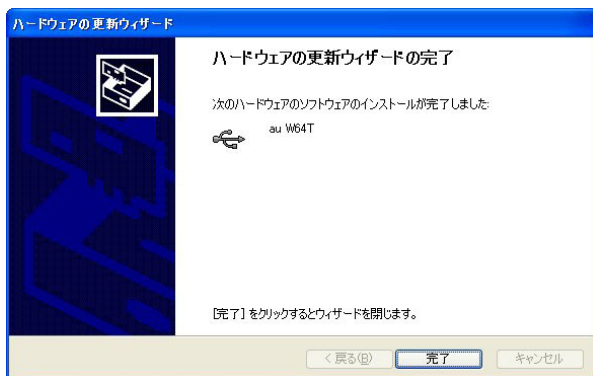 ハードウェアの更新ウィザード
ハードウェアの更新ウィザードの完了
次のハードウェアのソフトウェアのインストールが完了しました:
au W64T
[完了] をクリックするとウィザードを閉じます。
< 戻る(B)
完了
キャンセル